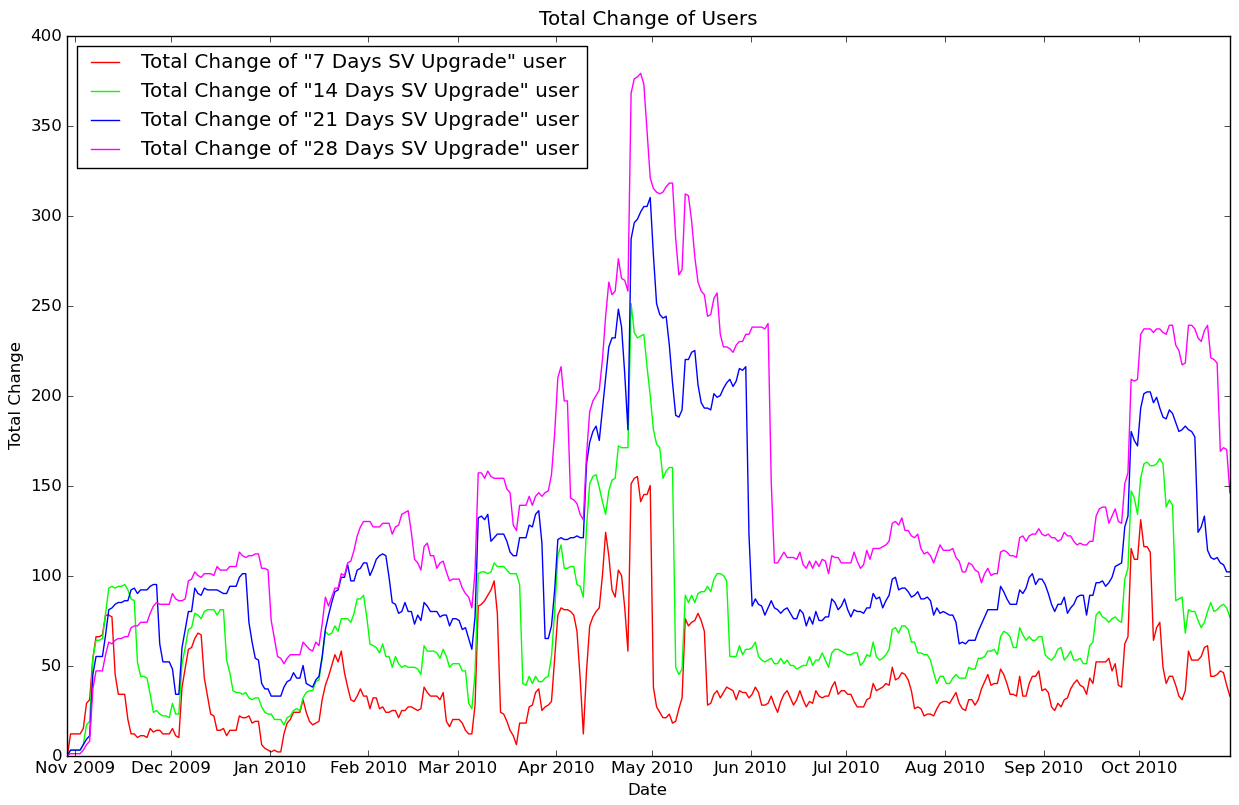 Total Change of Users
400
Total Change of "7 Days SV Upgrade" user
Total Change of "14 Days SV Upgrade" user
Total Change of "21 Days SV Upgrade" user
Total Change of "28 Days SV Upgrade" user
350
300
250
200
150
100
50
0
Total Change
Nov 2009 Dec 2009 Jan 2010 Feb 2010 Mar 2010 Apr 2010 May 2010 Jun 2010 Jul 2010 Aug 2010 Sep 2010 Oct 2010
Date